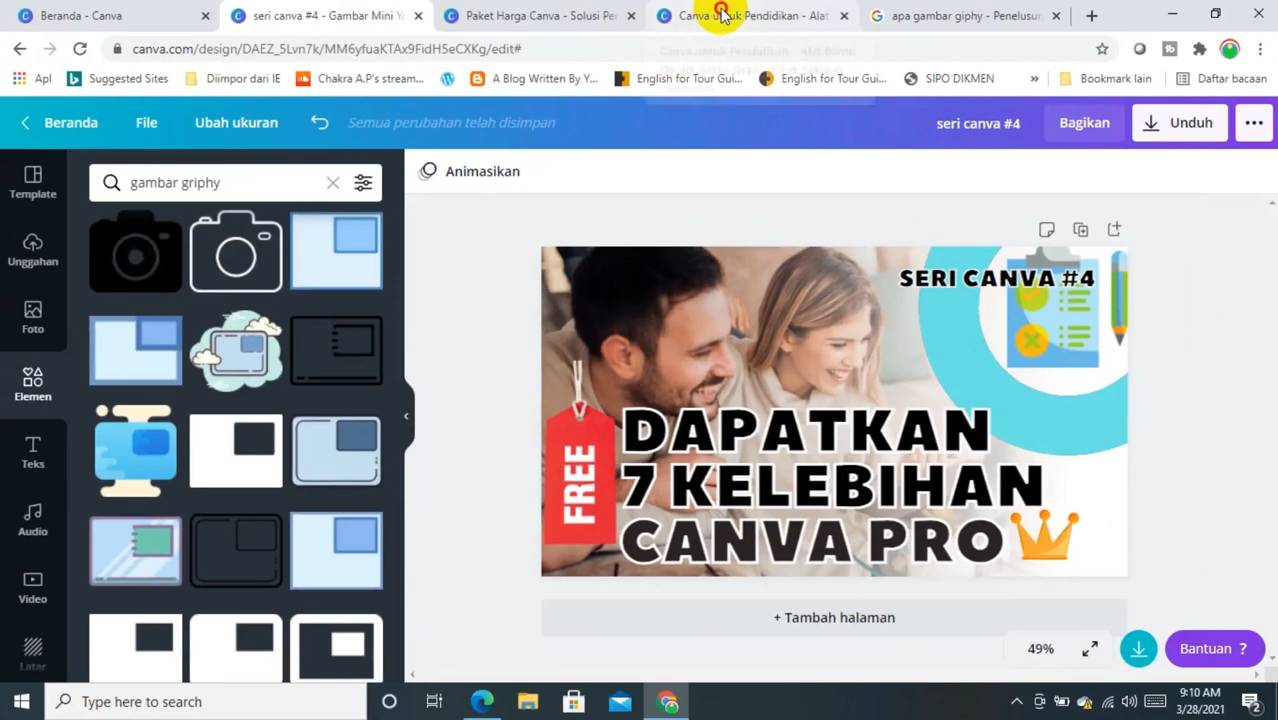 Beranda - Canva
seri canva #4 - Gambar Mini Yo
Paket Harga Canva - Solusi Per
Canva untuk Pendidikan - Alat
apa gambar giphy - Penelusur
canva.com/design/DAEZ_5Lvn7k/MM6yfuaKTAx9FidH5eCXKg/edit#
Apl
Suggested Sites
Diimpor dari IE
Chakra A.P's stream...
A Blog Written By Y...
English for Tour Gui...
English for Tour Gui...
SIPO DIKMEN
»
Bookmark lain
Daftar bacaan
Beranda
File
Ubah ukuran
Semua perubahan telah disimpan
seri canva #4
Bagikan
Unduh
Template
Unggahan
Foto
Elemen
Teks
Audio
Video
Latar
gambar griphy
Animasikan
SERI CANVA #4
FREE
DAPATKAN
7 KELEBIHAN
CANVA PRO
+ Tambah halaman
49%
Bantuan ?
Type here to search
9:10 AM
3/28/2021
2